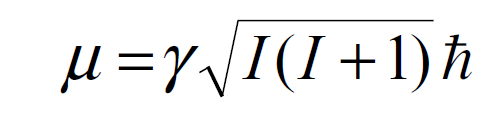 μ = γ√I(I + 1) ħ